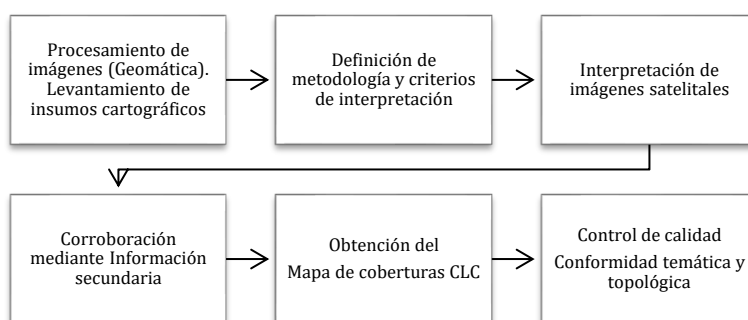 Procesamiento de
imágenes (Geomática).
Levantamiento de
insumos cartográficos
Definición de
metodología y criterios
de interpretación
Interpretación de
imágenes satelitales
Corroboración
mediante Información
secundaria
Obtención del
Mapa de coberturas CLC
Control de calidad
Conformidad temática y
topológica